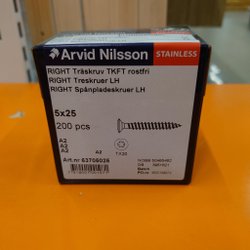 Arvid Nilsson
STAINLESS
RIGHT Träskruv TKFT rostfri
RIGHT Treskruer LH
RIGHT Spånpladeskruer LH
5x25
200 pcs
A2
A2
A2
TX20
Art.nr 63706025